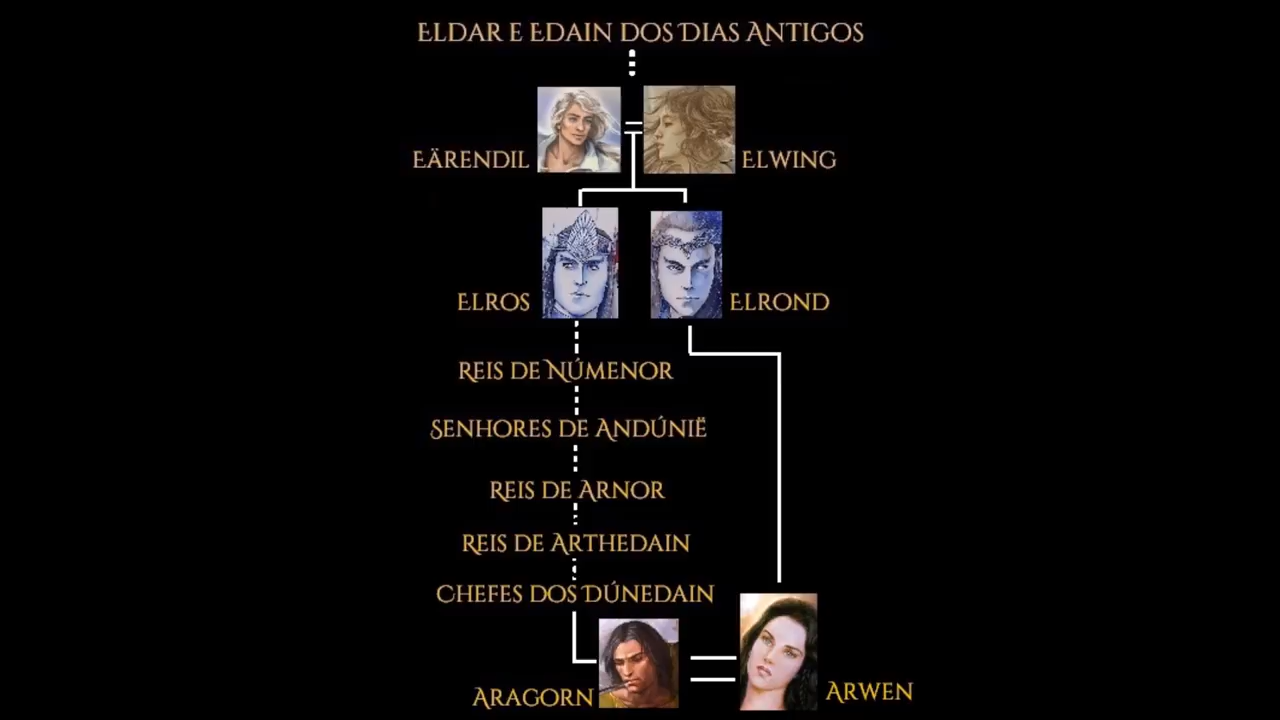 Eldar e Edain dos Dias Antigos
Eärendil
Elwing
Elros
Elrond
Reis de Númenor
Senhores de Andúnië
Reis de Arnor
Reis de Arthedain
Chefes dos Dúnedain
Aragorn
Arwen